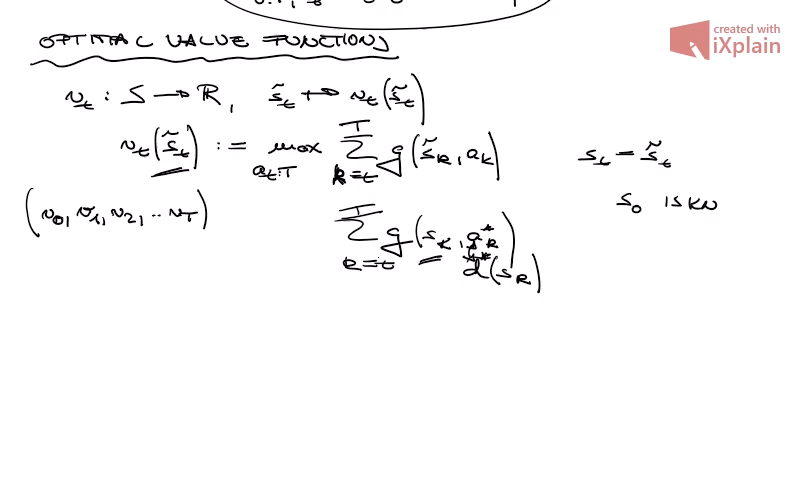 created with
iXplain
OPTIMAL VALUE FUNCTIONS
v_t : S → ℝ, s̃_t ↦ v_t(s̃_t)
v_t(s̃_t) := max_{a_{t:T}} Σ_{k=t}^{T} g(s̃_k, a_k)
s_t = s̃_t
s_0 IS KN
(v_0, v_1, v_2, .. v_T)
Σ_{k=t}^{T} g(s_k, a*_k)
d*(s_k)